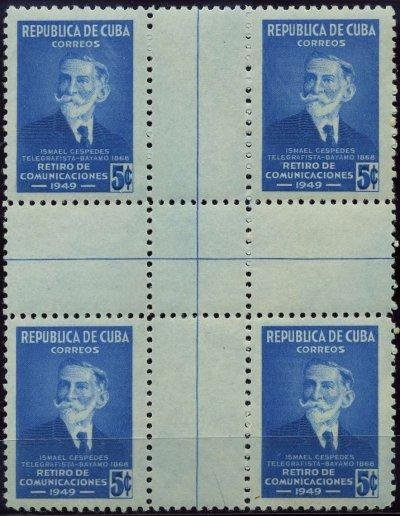 REPUBLICA DE CUBA
CORREOS
ISMAEL CESPEDES
TELEGRAFISTA-BAYAMO 1868
RETIRO DE
COMUNICACIONES
1949
5¢
REPUBLICA DE CUBA
CORREOS
ISMAEL CESPEDES
TELEGRAFISTA-BAYAMO 1868
RETIRO DE
COMUNICACIONES
1949
5¢
REPUBLICA DE CUBA
CORREOS
ISMAEL CESPEDES
TELEGRAFISTA-BAYAMO 1868
RETIRO DE
COMUNICACIONES
1949
5¢
REPUBLICA DE CUBA
CORREOS
ISMAEL CESPEDES
TELEGRAFISTA-BAYAMO 1868
RETIRO DE
COMUNICACIONES
1949
5¢